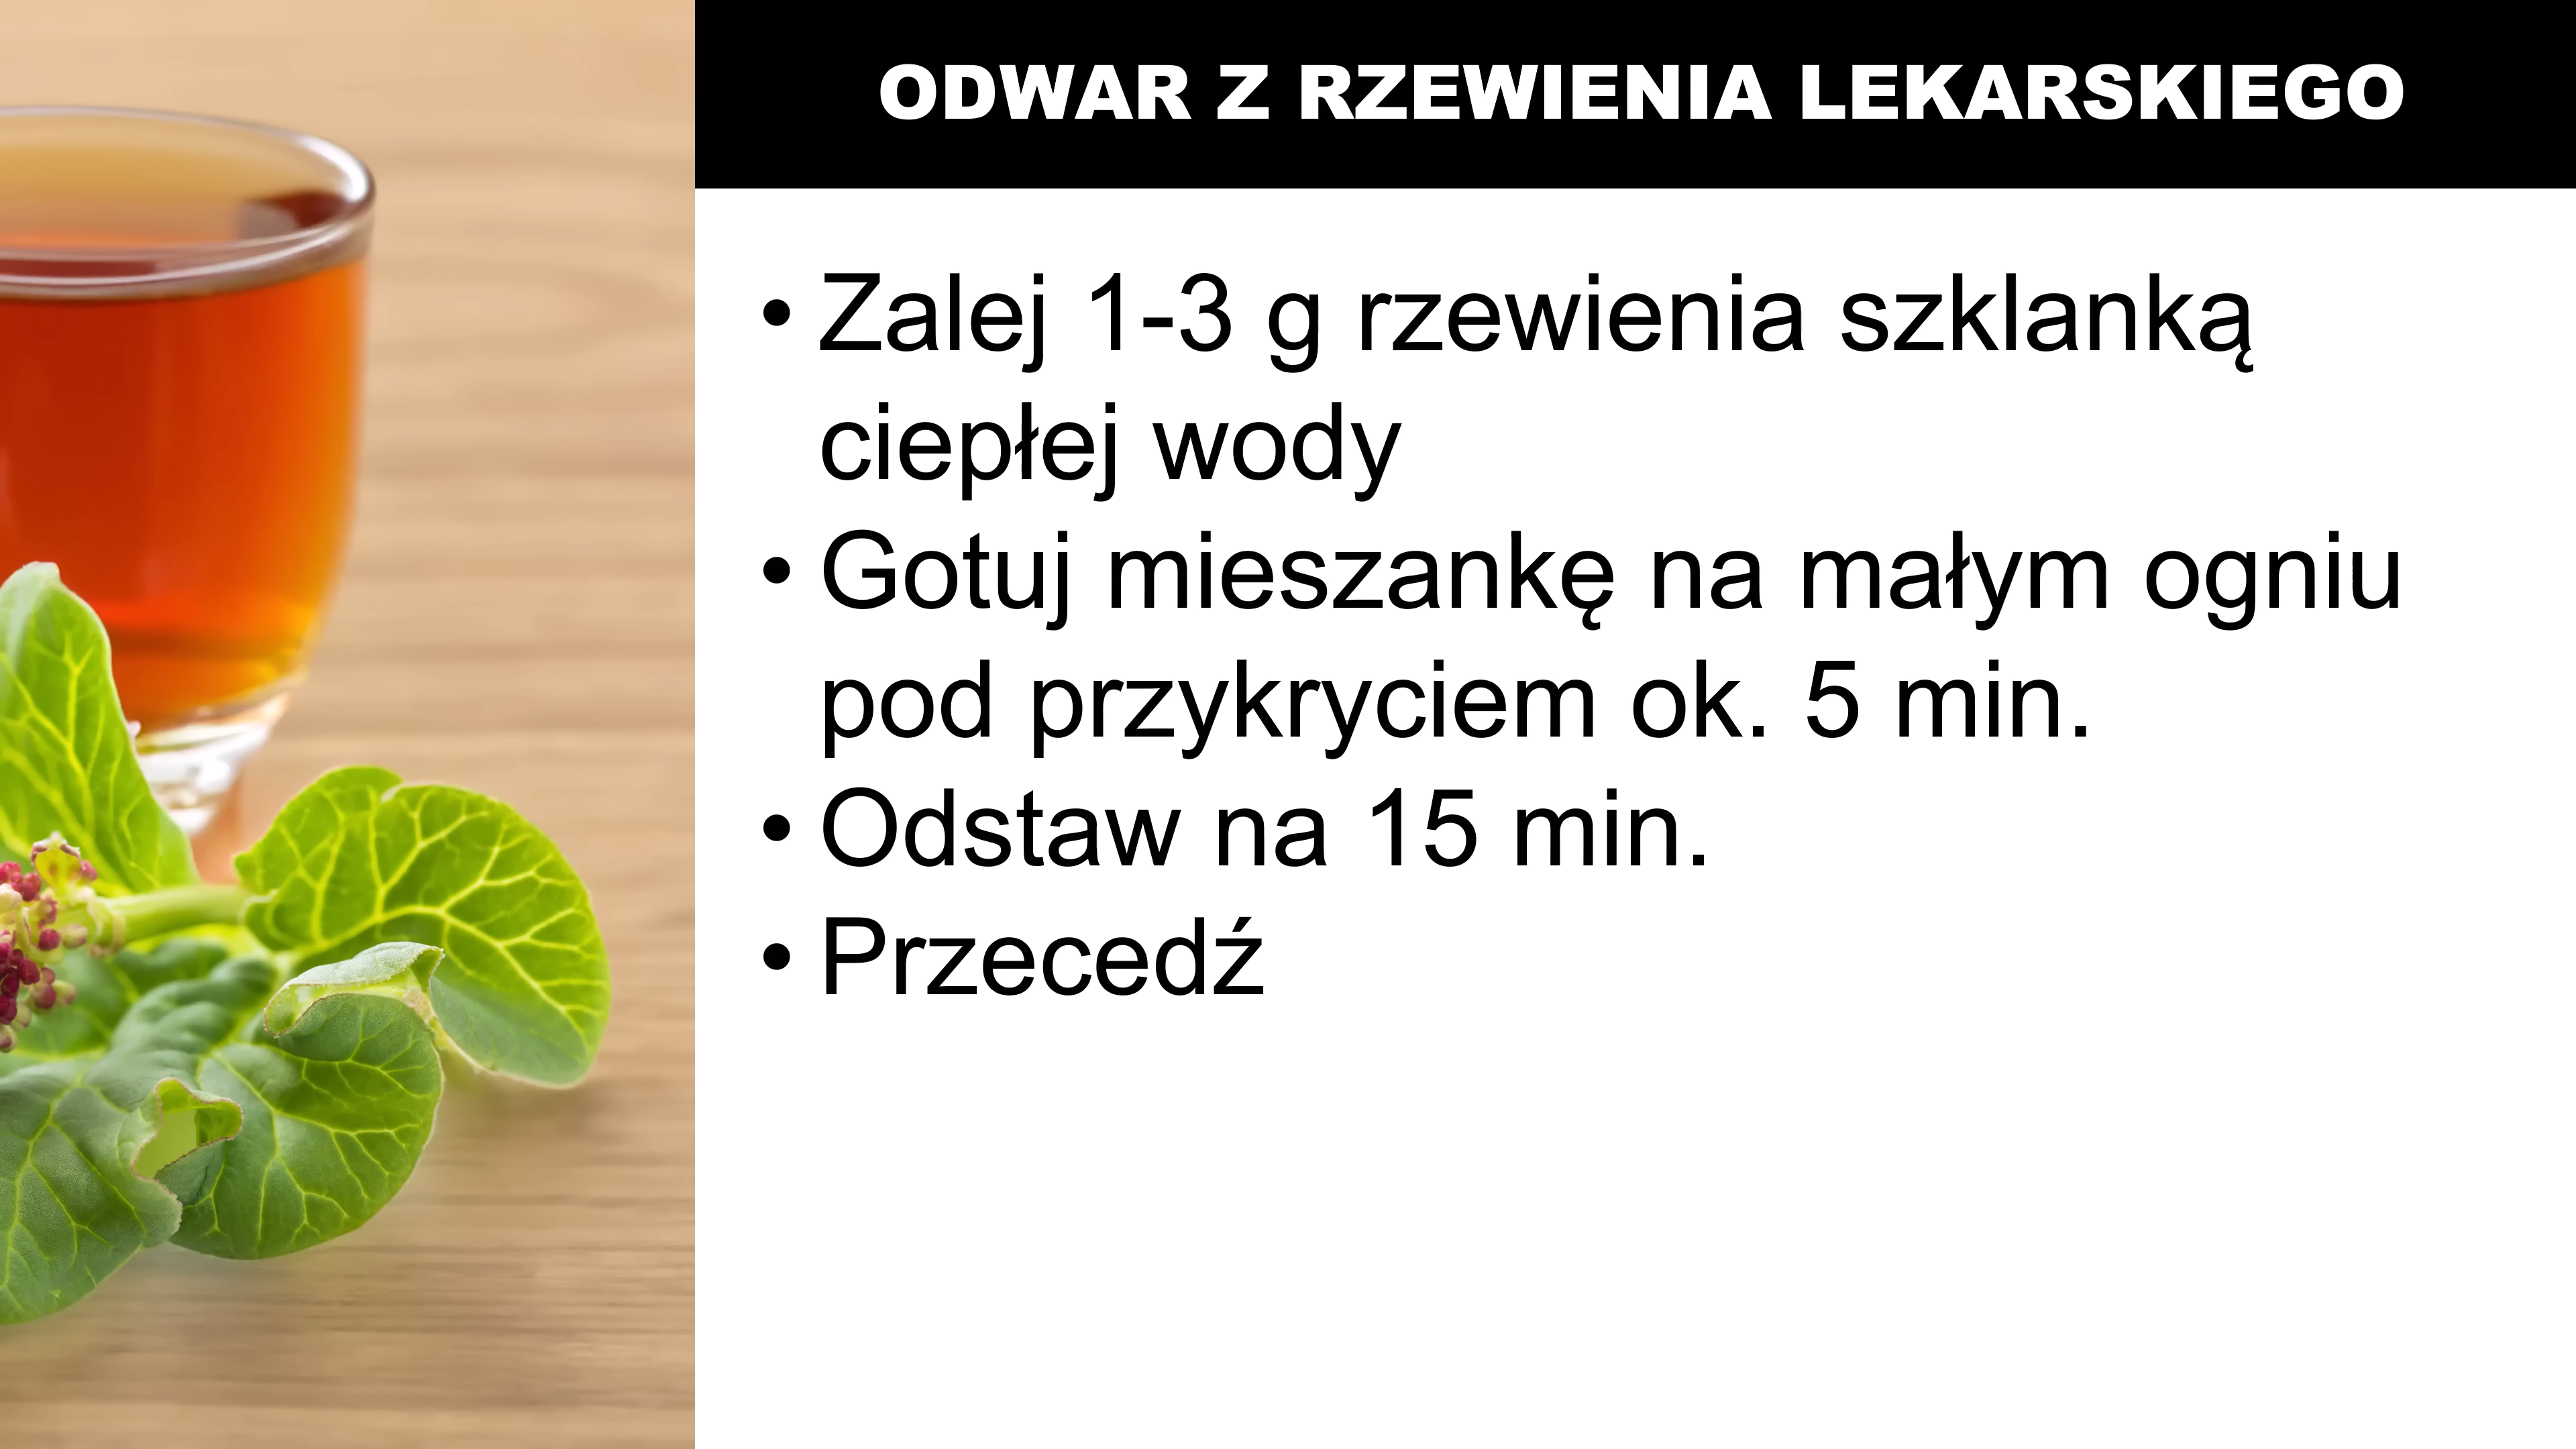 ODWAR Z RZEWIENIA LEKARSKIEGO
• Zalej 1-3 g rzewienia szklanką
ciepłej wody
• Gotuj mieszankę na małym ogniu
pod przykryciem ok. 5 min.
• Odstaw na 15 min.
• Przecedź